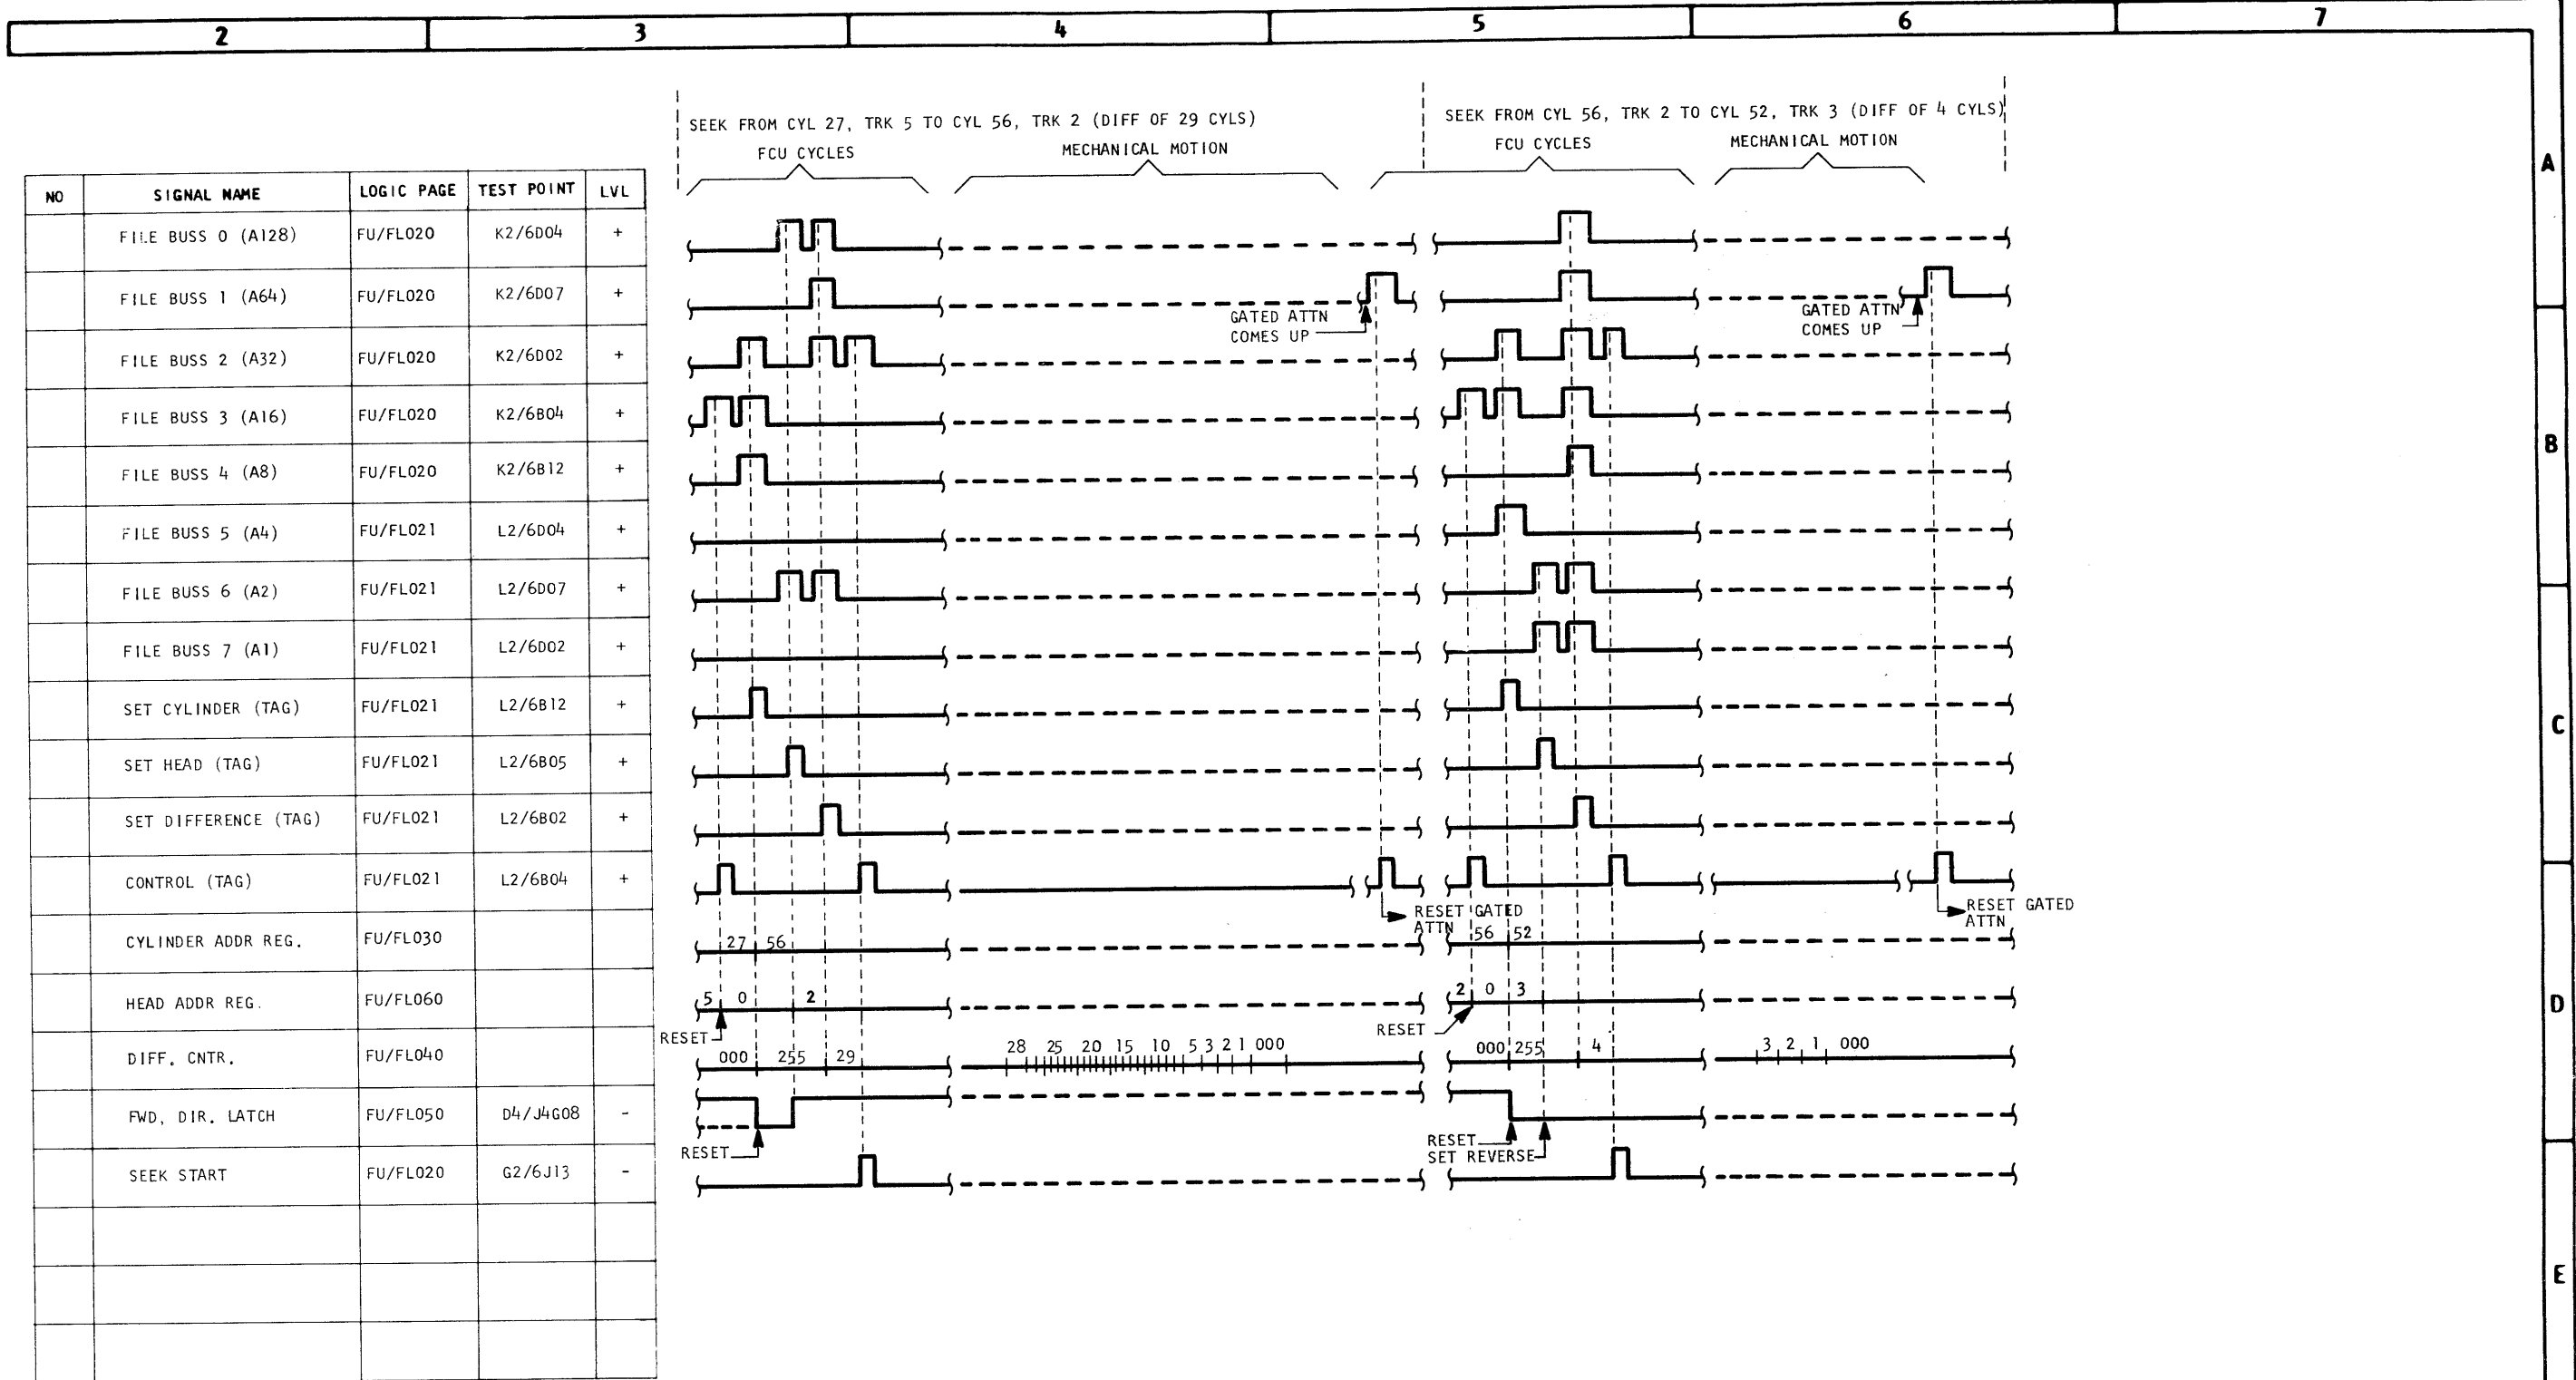 2 3 4 5 6 7
SEEK FROM CYL 27, TRK 5 TO CYL 56, TRK 2 (DIFF OF 29 CYLS)
SEEK FROM CYL 56, TRK 2 TO CYL 52, TRK 3 (DIFF OF 4 CYLS)
FCU CYCLES MECHANICAL MOTION FCU CYCLES MECHANICAL MOTION
A
NO SIGNAL NAME LOGIC PAGE TEST POINT LVL
FILE BUSS 0 (A128) FU/FL020 K2/6D04 +
FILE BUSS 1 (A64) FU/FL020 K2/6D07 +
GATED ATTN
COMES UP
GATED ATTN
COMES UP
FILE BUSS 2 (A32) FU/FL020 K2/6D02 +
FILE BUSS 3 (A16) FU/FL020 K2/6B04 +
B
FILE BUSS 4 (A8) FU/FL020 K2/6B12 +
FILE BUSS 5 (A4) FU/FL021 L2/6D04 +
FILE BUSS 6 (A2) FU/FL021 L2/6D07 +
FILE BUSS 7 (A1) FU/FL021 L2/6D02 +
SET CYLINDER (TAG) FU/FL021 L2/6B12 +
C
SET HEAD (TAG) FU/FL021 L2/6B05 +
SET DIFFERENCE (TAG) FU/FL021 L2/6B02 +
CONTROL (TAG) FU/FL021 L2/6B04 +
RESET GATED
ATTN
RESET GATED
ATTN
CYLINDER ADDR REG. FU/FL030 27 56 56 52
HEAD ADDR REG. FU/FL060 5 0 2 2 0 3
D
RESET RESET
DIFF. CNTR. FU/FL040 000 255 29 28 25 20 15 10 5 3 2 1 000 000 255 4 3 2 1 000
FWD, DIR. LATCH FU/FL050 D4/J4G08 -
RESET
RESET
SET REVERSE
SEEK START FU/FL020 G2/6J13 -
E